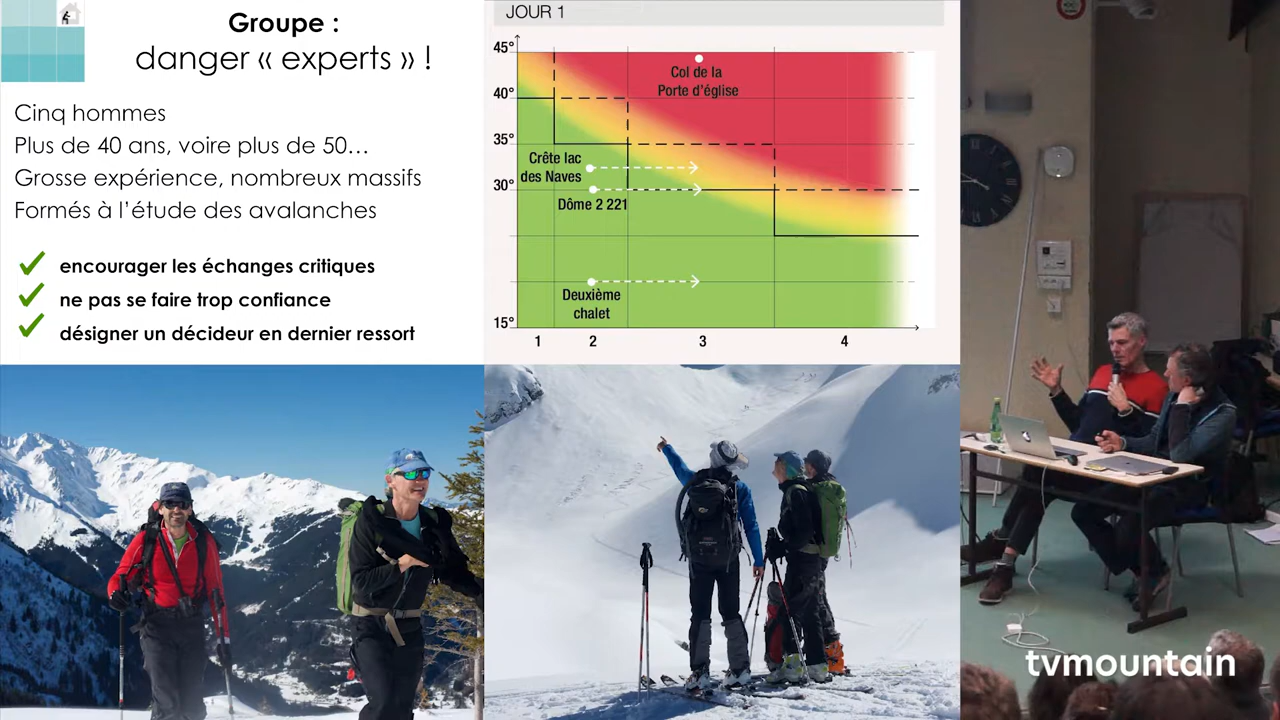 Groupe :
danger « experts » !
Cinq hommes
Plus de 40 ans, voire plus de 50…
Grosse expérience, nombreux massifs
Formés à l'étude des avalanches
encourager les échanges critiques
ne pas se faire trop confiance
désigner un décideur en dernier ressort
JOUR 1
45°
Col de la
Porte d'église
40°
35°
Crête lac
des Naves
30°
Dôme 2 221
Deuxième
chalet
15°
1 2 3 4
tvmountain